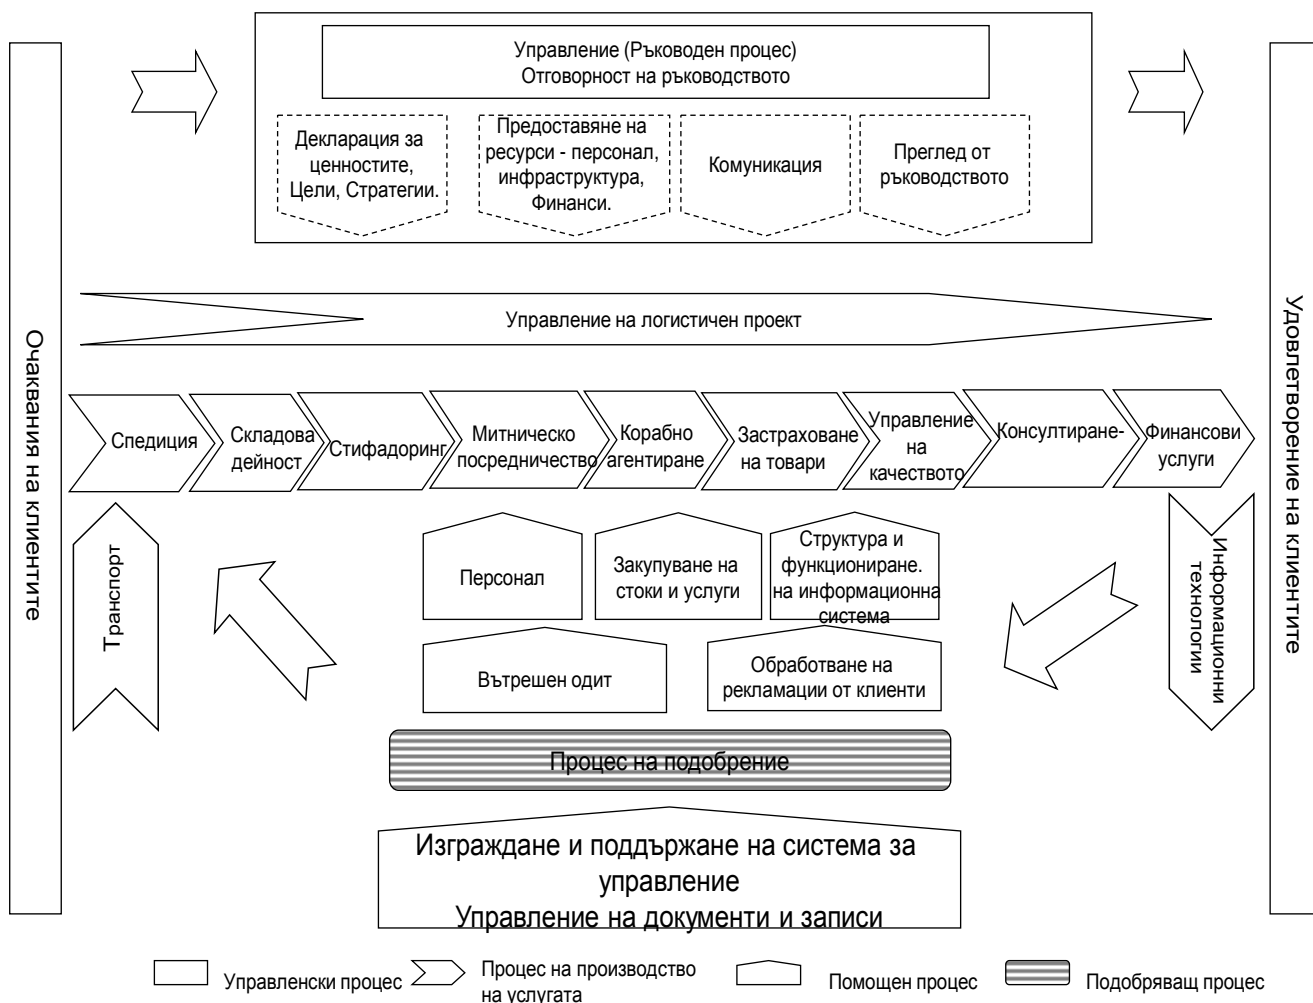 Управление (Ръководен процес)
Отговорност на ръководството
Декларация за
ценностите,
Цели, Стратегии.
Предоставяне на
ресурси - персонал,
инфраструктура,
Финанси.
Комуникация
Преглед от
ръководството
Очаквания на клиентите
Удовлетворение на клиентите
Управление на логистичен проект
Спедиция
Складова
дейност
Стифадоринг
Митническо
посредничество
Корабно
агентиране
Застраховане
на товари
Управление
на
качеството
Консултиране-
Финансови
услуги
Транспорт
Персонал
Закупуване на
стоки и услуги
Структура и
функциониране.
на информационна
система
Информационни
технологии
Вътрешен одит
Обработване на
рекламации от клиенти
Процес на подобрение
Изграждане и поддържане на система за
управление
Управление на документи и записи
Управленски процес
Процес на производство
на услугата
Помощен процес
Подобряващ процес